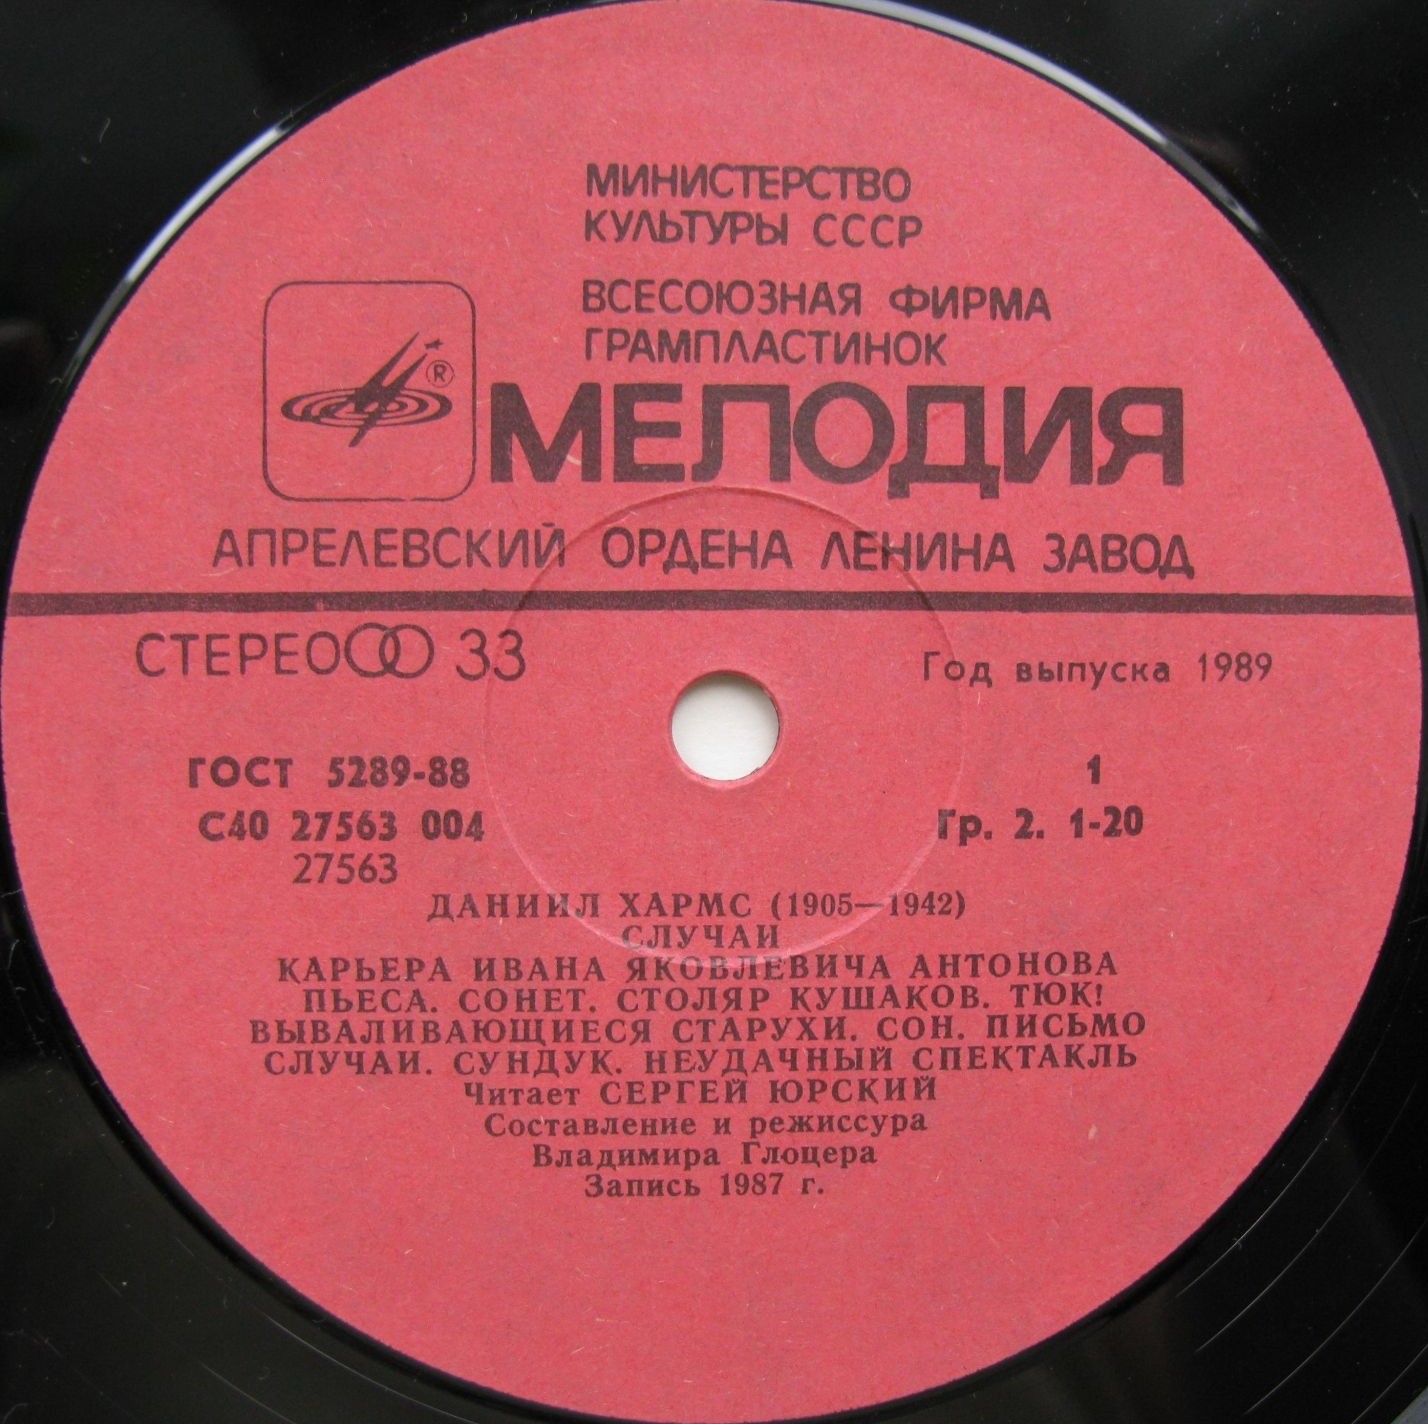 МИНИСТЕРСТВО
КУЛЬТУРЫ СССР
ВСЕСОЮЗНАЯ ФИРМА
ГРАМПЛАСТИНОК
®
МЕЛОДИЯ
АПРЕЛЕВСКИЙ ОРДЕНА ЛЕНИНА ЗАВОД
СТЕРЕО 33
Год выпуска 1989
ГОСТ 5289-88
1
С40 27563 004
Гр. 2. 1-20
27563
ДАНИИЛ ХАРМС (1905—1942)
СЛУЧАИ
КАРЬЕРА ИВАНА ЯКОВЛЕВИЧА АНТОНОВА
ПЬЕСА. СОНЕТ. СТОЛЯР КУШАКОВ. ТЮК!
ВЫВАЛИВАЮЩИЕСЯ СТАРУХИ. СОН. ПИСЬМО
СЛУЧАИ. СУНДУК. НЕУДАЧНЫЙ СПЕКТАКЛЬ
Читает СЕРГЕЙ ЮРСКИЙ
Составление и режиссура
Владимира Глоцера
Запись 1987 г.